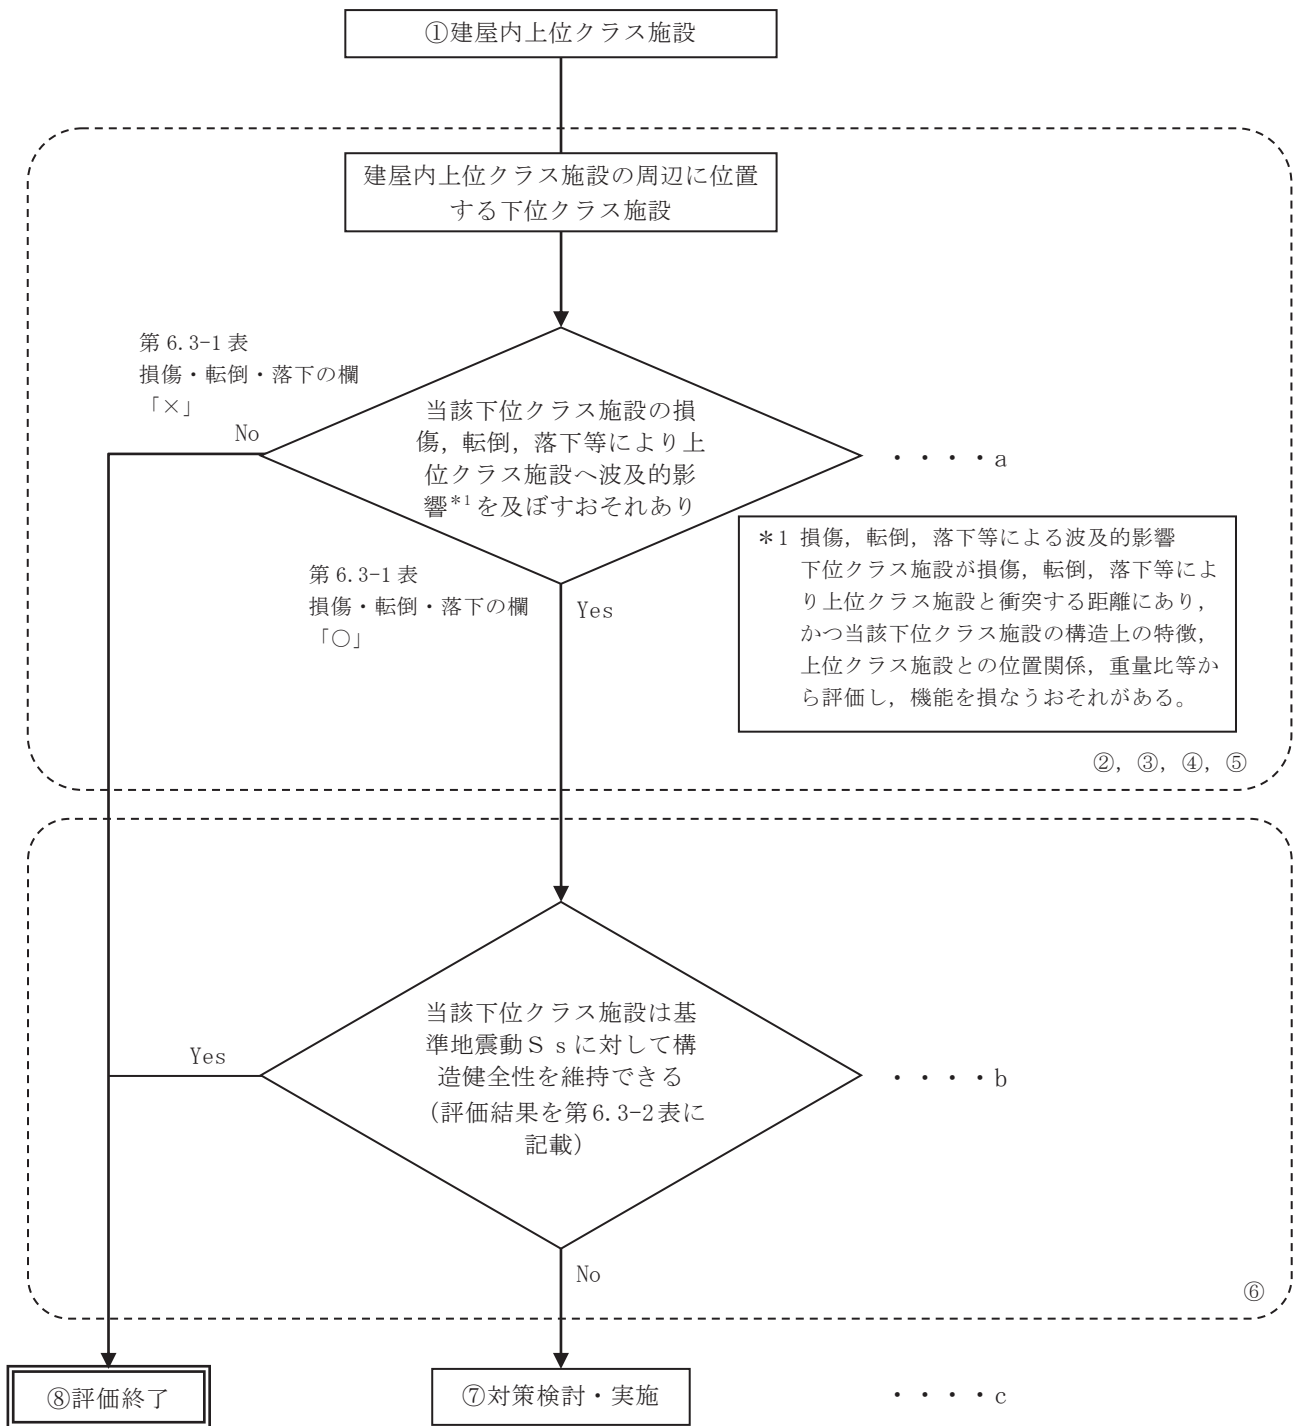 ①建屋内上位クラス施設
建屋内上位クラス施設の周辺に位置
する下位クラス施設
第 6.3-1 表
損傷・転倒・落下の欄
「×」
No
当該下位クラス施設の損
傷，転倒，落下等により上
位クラス施設へ波及的影
響*1を及ぼすおそれあり
・・・・a
第 6.3-1 表
損傷・転倒・落下の欄
「○」
Yes
＊1 損傷，転倒，落下等による波及的影響
下位クラス施設が損傷，転倒，落下等によ
り上位クラス施設と衝突する距離にあり，
かつ当該下位クラス施設の構造上の特徴，
上位クラス施設との位置関係，重量比等か
ら評価し，機能を損なうおそれがある。
②，③，④，⑤
当該下位クラス施設は基
準地震動Ｓｓに対して構
造健全性を維持できる
（評価結果を第6.3-2表に
記載）
Yes
・・・・b
No
⑥
⑧評価終了
⑦対策検討・実施
・・・・c